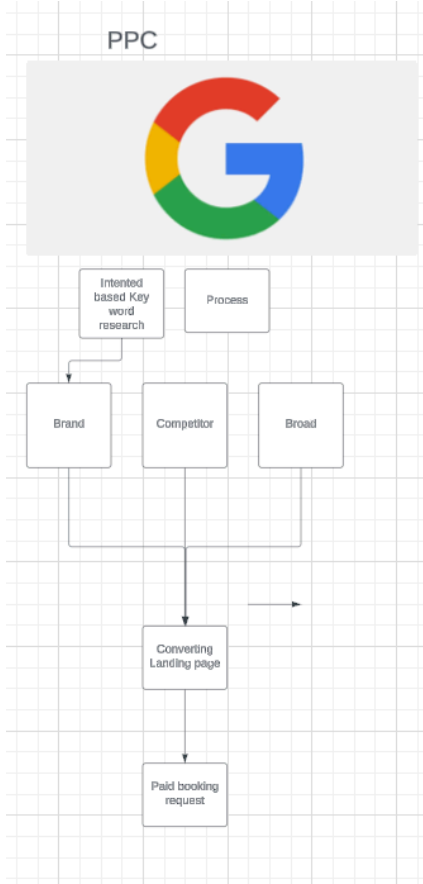 PPC
Intented
based Key
word
research
Process
Brand
Competitor
Broad
Converting
Landing page
Paid booking
request